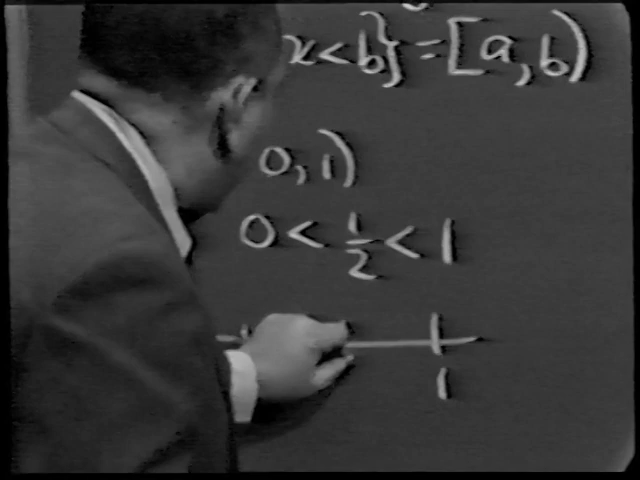 x<b}=[a,b)
0,1)
0<1/2<1
1